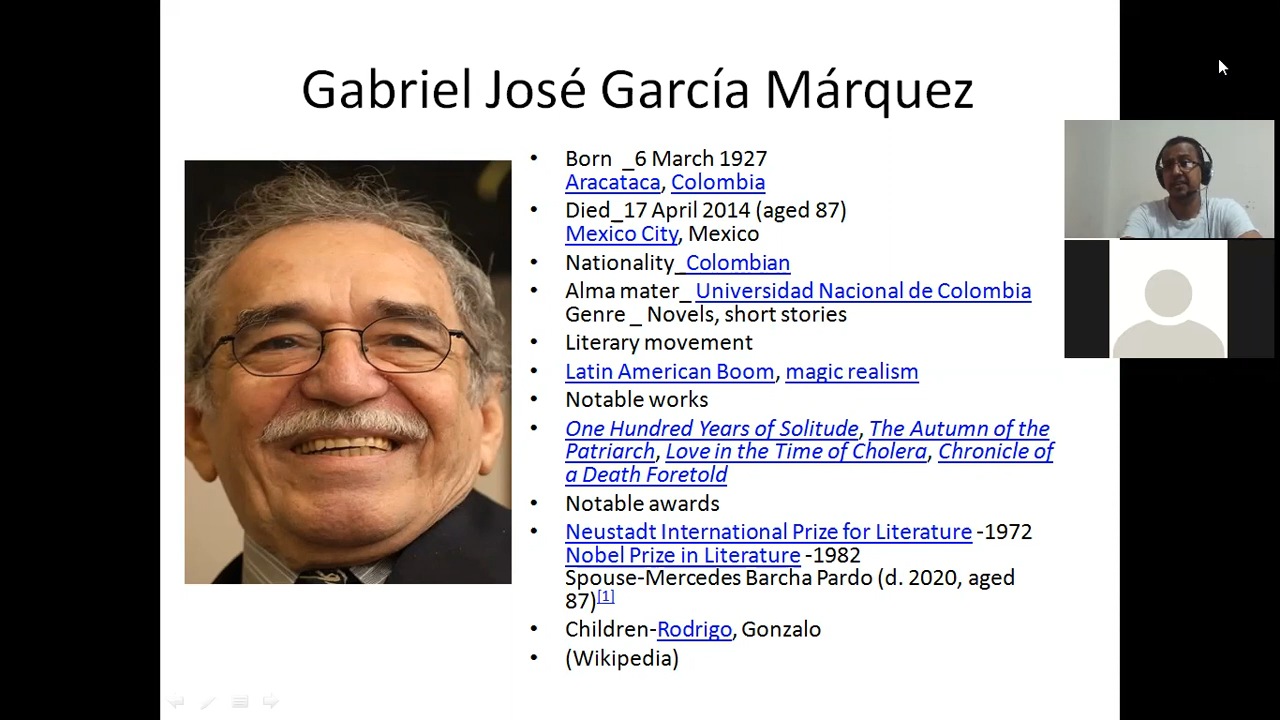 Gabriel José García Márquez
• Born _6 March 1927
Aracataca, Colombia
• Died_17 April 2014 (aged 87)
Mexico City, Mexico
• Nationality_Colombian
• Alma mater_ Universidad Nacional de Colombia
Genre _ Novels, short stories
• Literary movement
• Latin American Boom, magic realism
• Notable works
• One Hundred Years of Solitude, The Autumn of the
Patriarch, Love in the Time of Cholera, Chronicle of
a Death Foretold
• Notable awards
• Neustadt International Prize for Literature -1972
Nobel Prize in Literature -1982
Spouse-Mercedes Barcha Pardo (d. 2020, aged
87)[1]
• Children-Rodrigo, Gonzalo
• (Wikipedia)